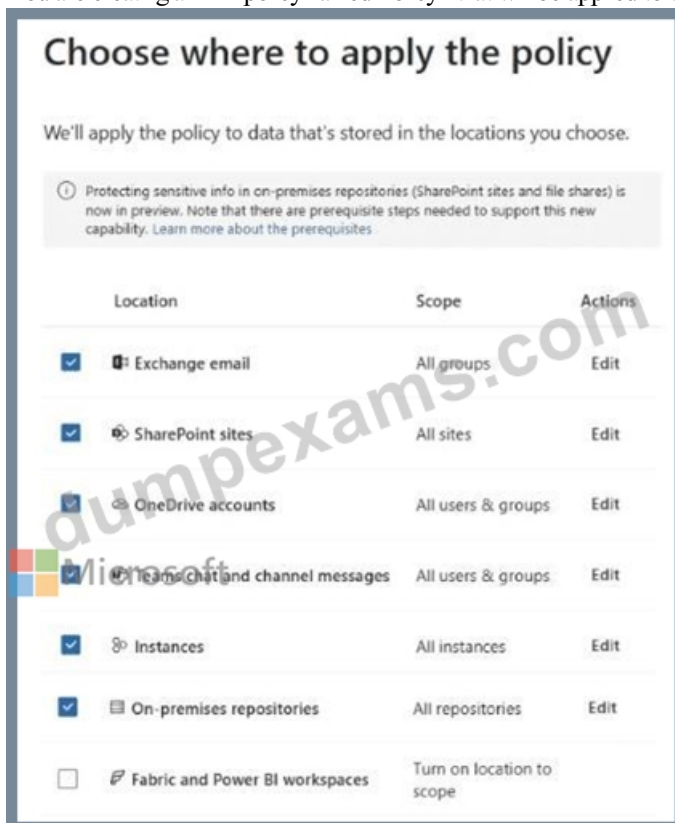 Choose where to apply the policy
We'll apply the policy to data that's stored in the locations you choose.
Protecting sensitive info in on-premises repositories (SharePoint sites and file shares) is
now in preview. Note that there are prerequisite steps needed to support this new
capability. Learn more about the prerequisites
Location Scope Actions
Exchange email All groups Edit
SharePoint sites All sites Edit
OneDrive accounts All users & groups Edit
Teams chat and channel messages All users & groups Edit
Instances All instances Edit
On-premises repositories All repositories Edit
Fabric and Power BI workspaces Turn on location to
scope
dumpexams.com
Microsoft